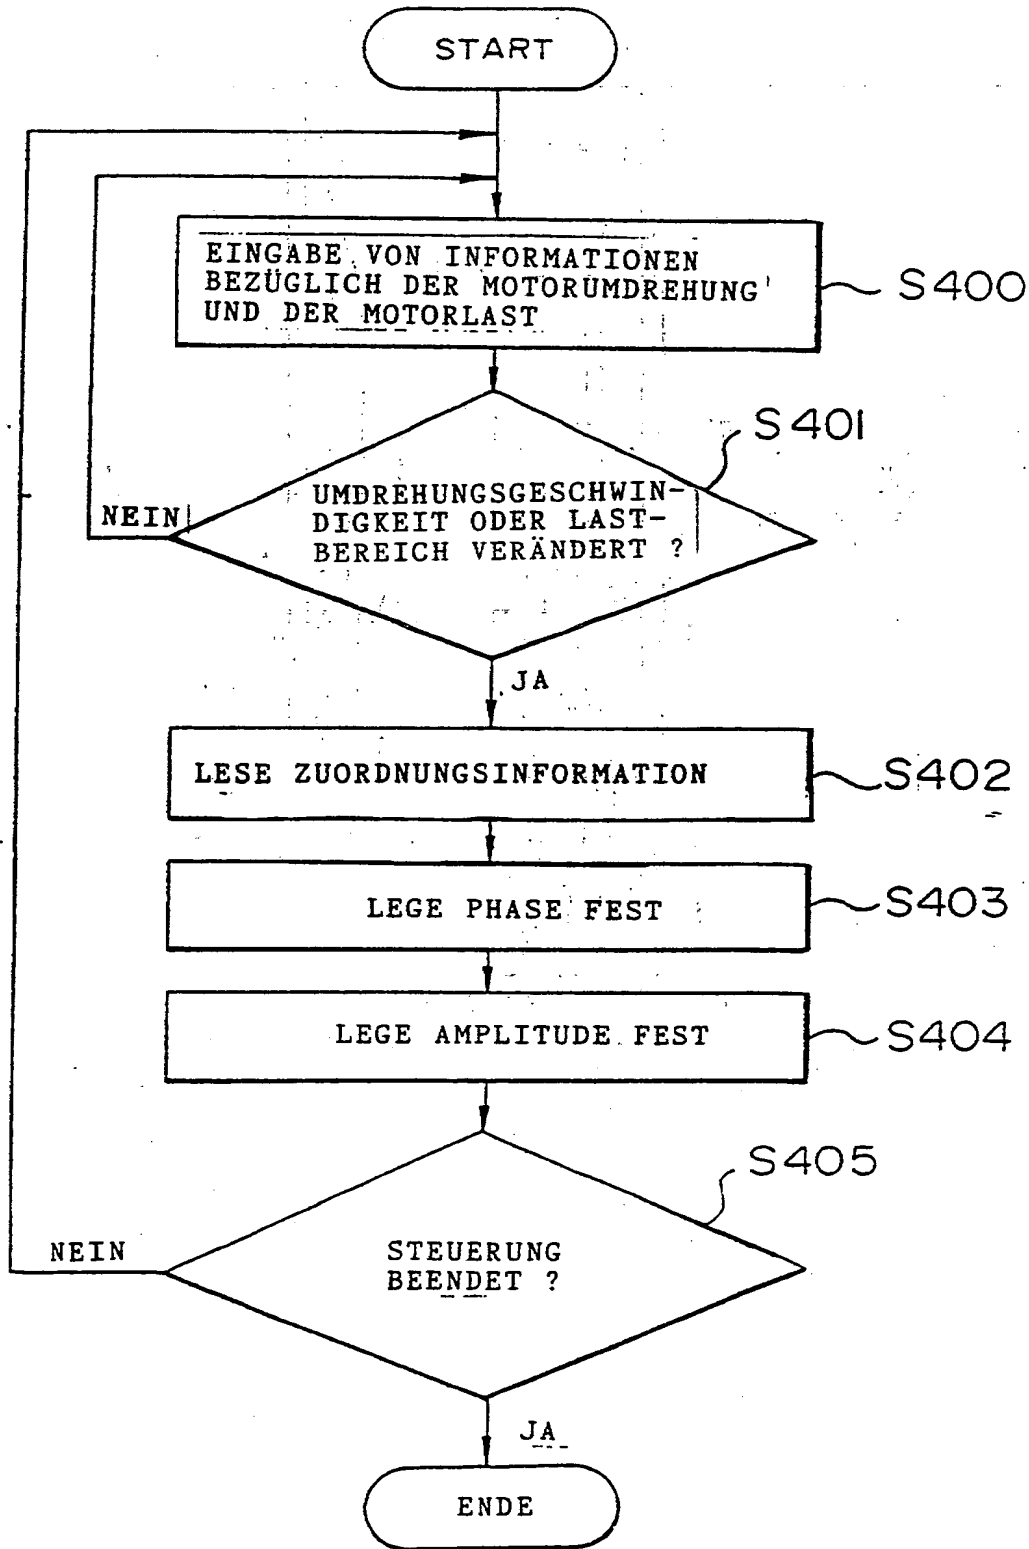 START
EINGABE VON INFORMATIONEN
BEZÜGLICH DER MOTORUMDREHUNG
UND DER MOTORLAST
S400
S401
UMDREHUNGSGESCHWIN-
DIGKEIT ODER LAST-
BEREICH VERÄNDERT ?
NEIN
JA
LESE ZUORDNUNGSINFORMATION
S402
LEGE PHASE FEST
S403
LEGE AMPLITUDE FEST
S404
S405
STEUERUNG
BEENDET ?
NEIN
JA
ENDE